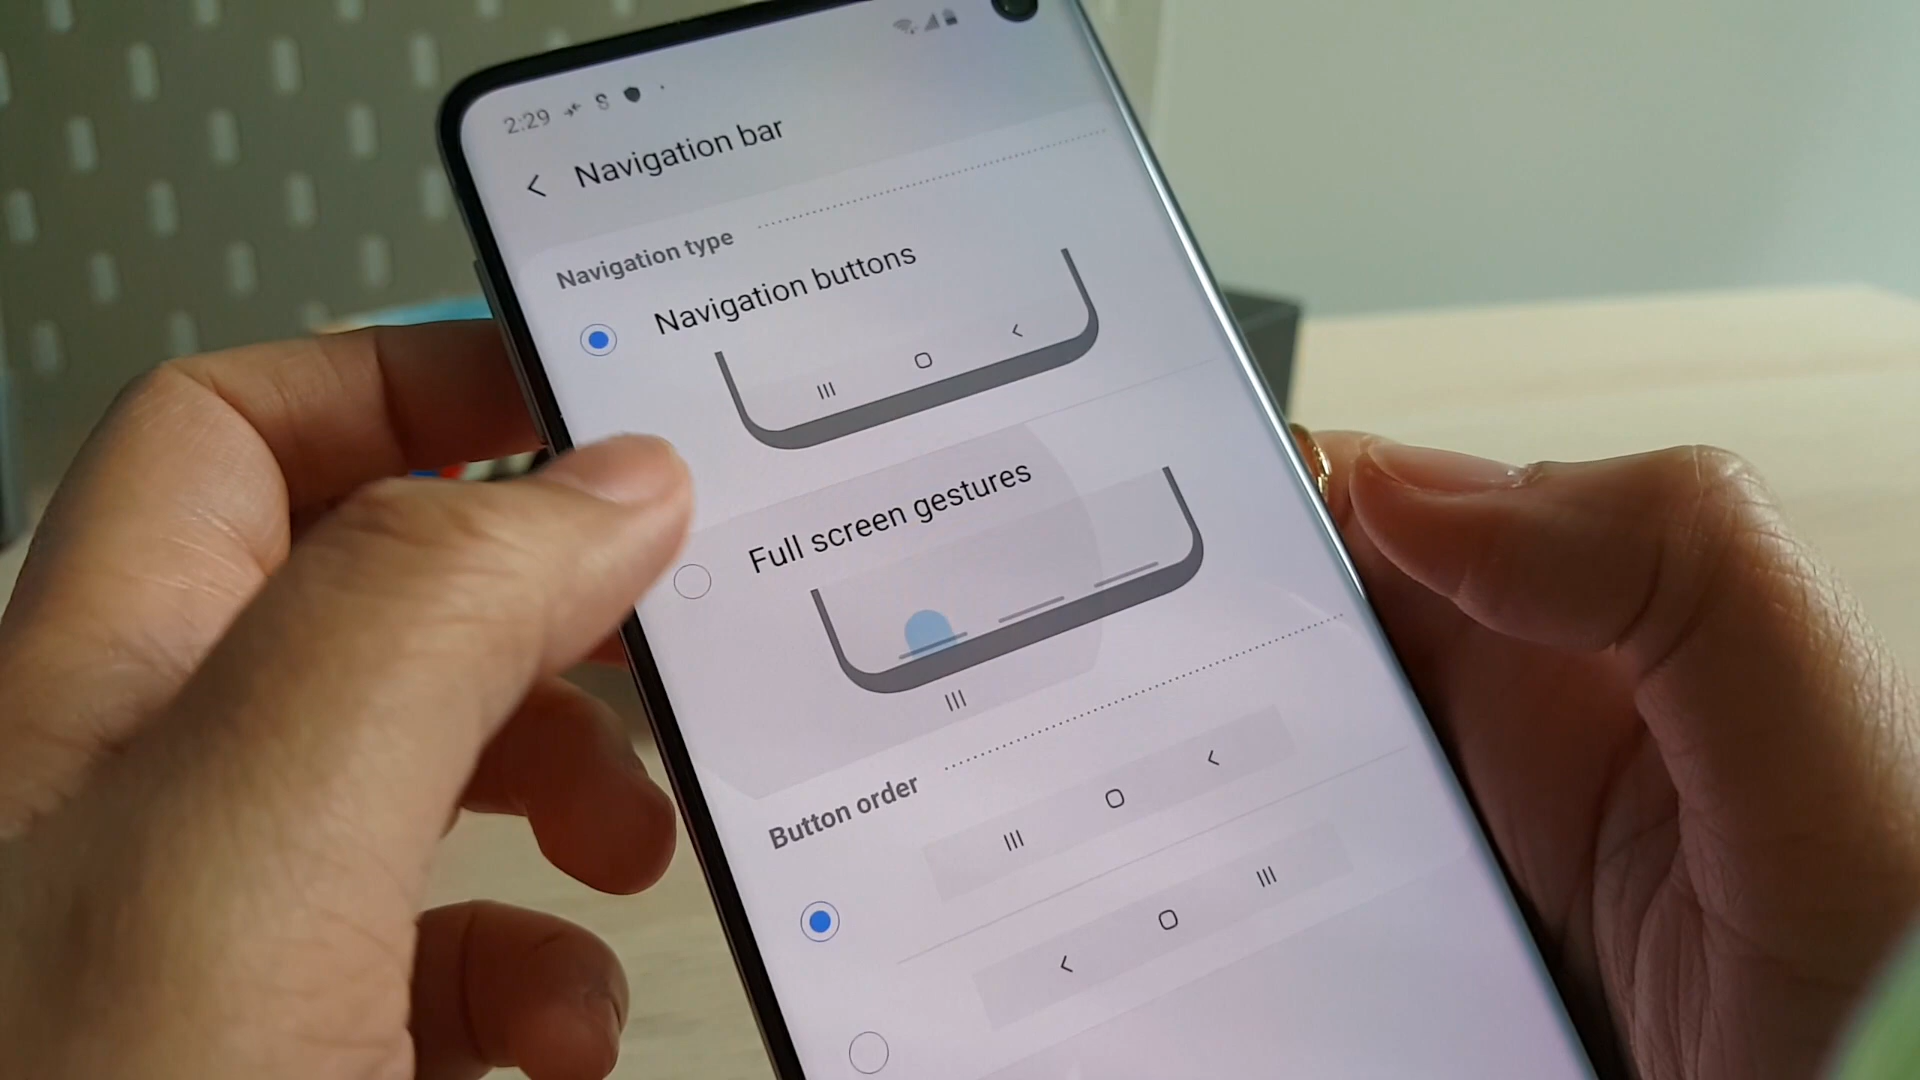 2:29
Navigation bar
Navigation type
Navigation buttons
Full screen gestures
Button order